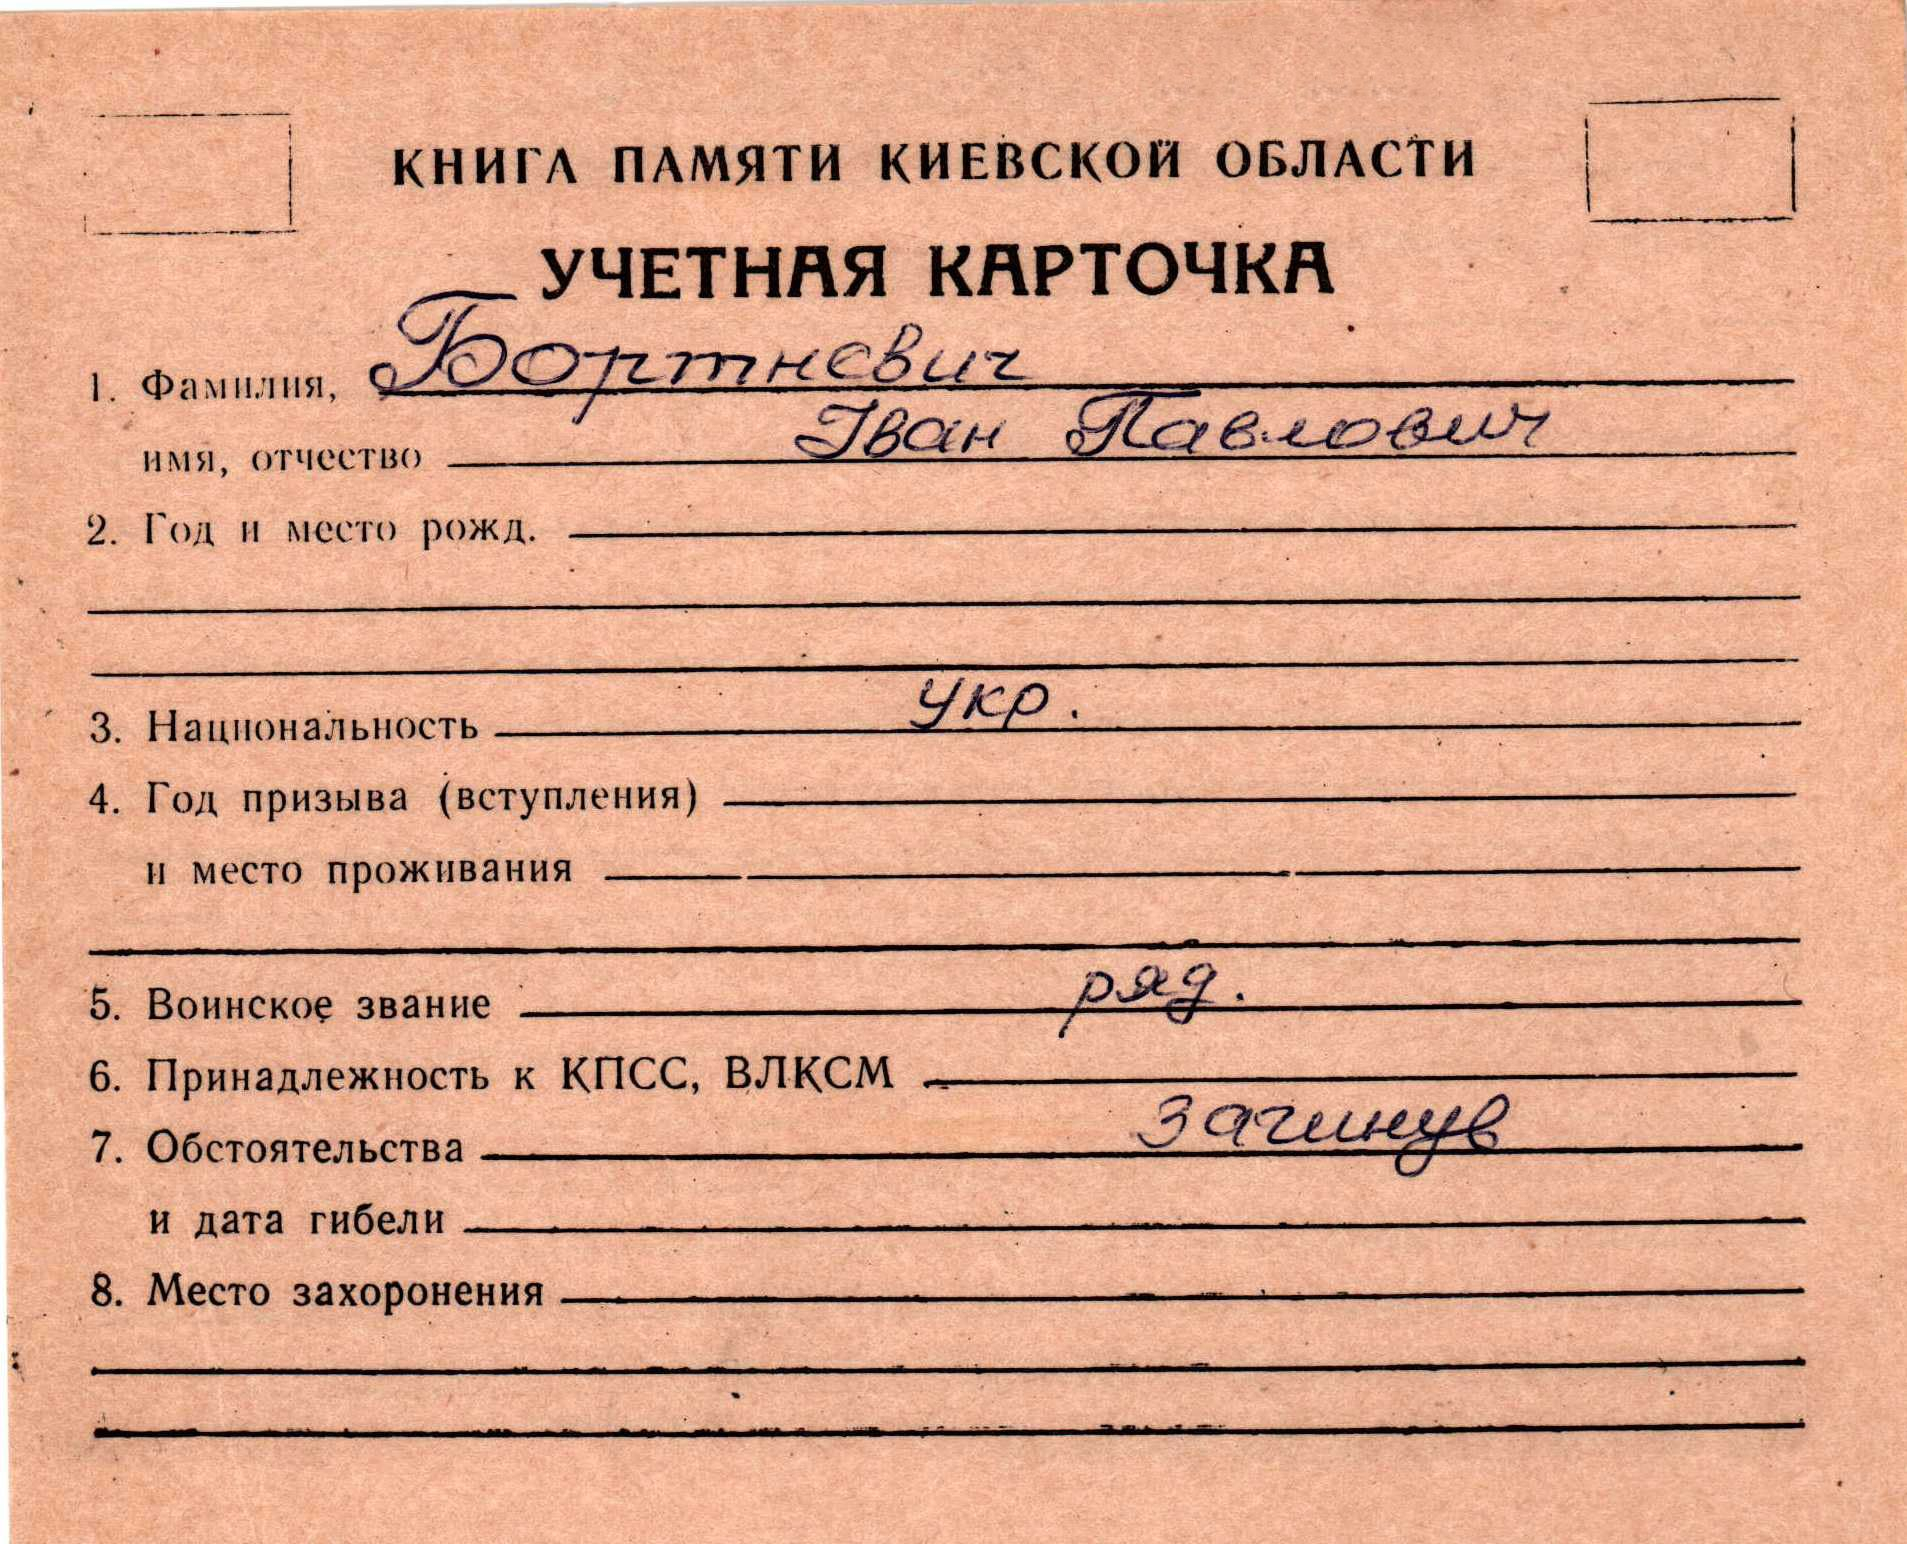 КНИГА ПАМЯТИ КИЕВСКОЙ ОБЛАСТИ
УЧЕТНАЯ КАРТОЧКА
1. Фамилия, Бортневич
имя, отчество Іван Павлович
2. Год и место рожд.
3. Национальность укр.
4. Год призыва (вступления)
и место проживания
5. Воинское звание ряд.
6. Принадлежность к КПСС, ВЛКСМ
7. Обстоятельства загинув
и дата гибели
8. Место захоронения